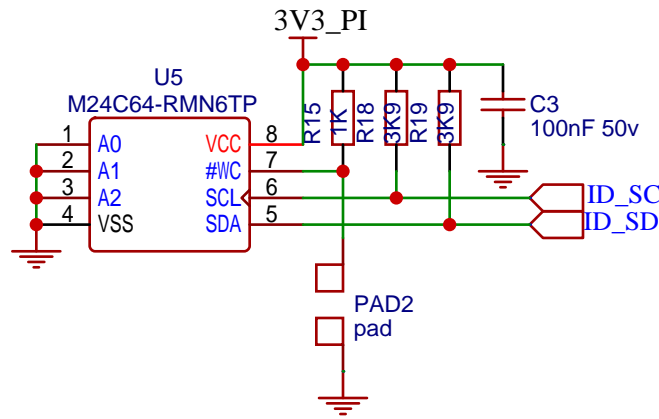 3V3_PI
U5
M24C64-RMN6TP
1 A0 VCC 8
2 A1 #WC 7
3 A2 SCL 6
4 VSS SDA 5
R15 1K R18 3K9 R19 3K9
C3
100nF 50v
ID_SC
ID_SD
PAD2
pad